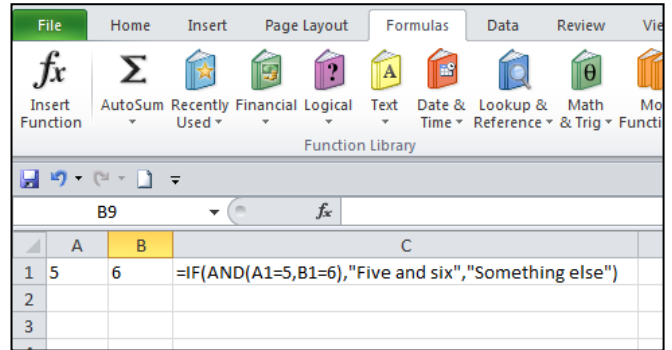 File Home Insert Page Layout Formulas Data Review Vie
fx Σ ? A θ
Insert Function AutoSum Recently Used Financial Logical Text Date & Time Lookup & Reference Math & Trig Mo Functi
Function Library
B9 fx
A B C
1 5 6 =IF(AND(A1=5,B1=6),"Five and six","Something else")
2
3